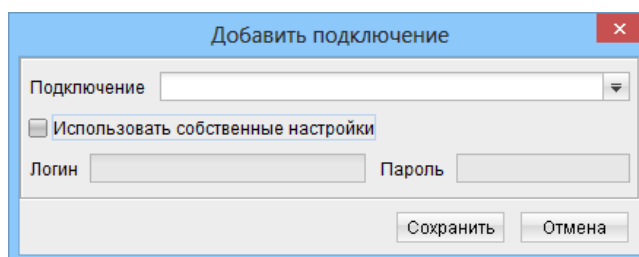 Добавить подключение
Подключение
Использовать собственные настройки
Логин Пароль
Сохранить Отмена